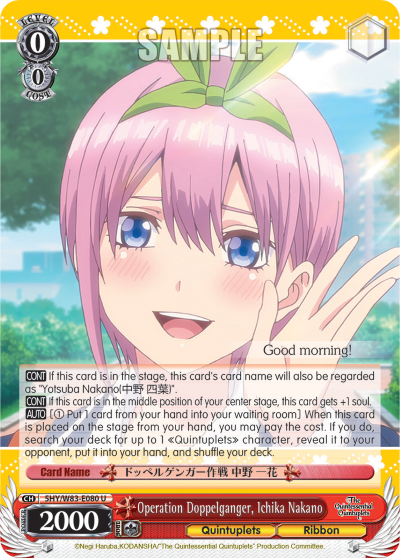 LEVEL
0
0
COST
SAMPLE
Good morning!
CONT If this card is in the stage, this card's card name will also be regarded
as "Yotsuba Nakano(中野 四葉)".
CONT If this card is in the middle position of your center stage, this card gets +1 soul.
AUTO [① Put 1 card from your hand into your waiting room] When this card
is placed on the stage from your hand, you may pay the cost. If you do,
search your deck for up to 1 «Quintuplets» character, reveal it to your
opponent, put it into your hand, and shuffle your deck.
Card Name ドッペルゲンガー作戦 中野 一花
CD 5HY/W83-E080 U
Operation Doppelganger, Ichika Nakano
The Quintessential Quintuplets
POWER
2000
Quintuplets Ribbon
©Negi Haruba,KODANSHA/"The Quintessential Quintuplets" Production Committee.